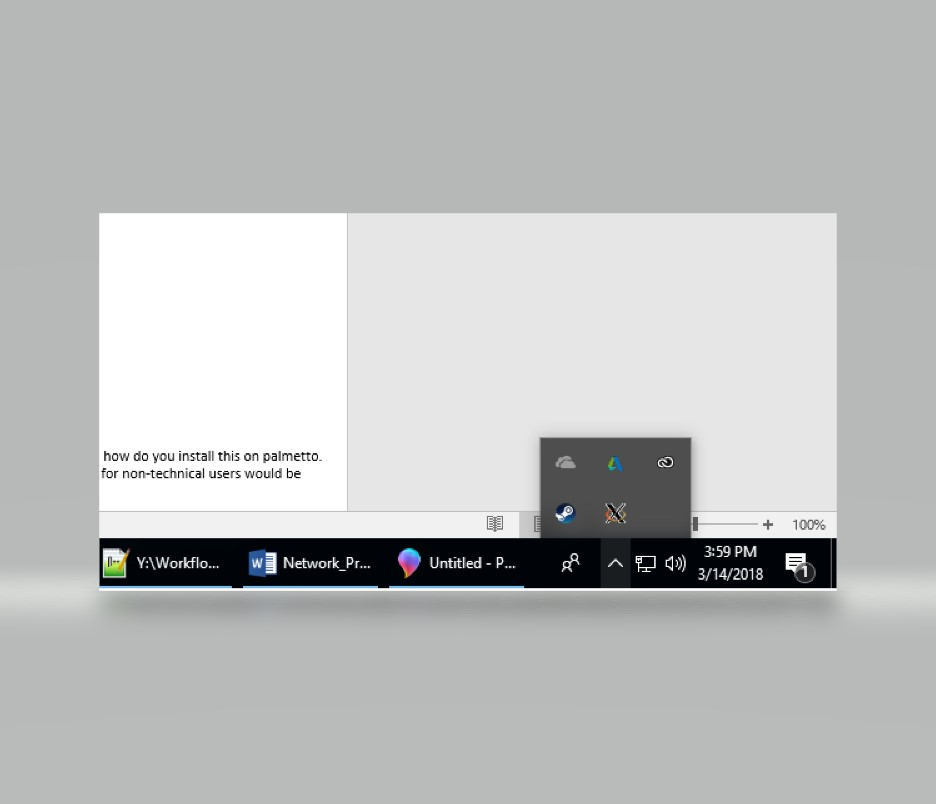 how do you install this on palmetto.
for non-technical users would be
100%
Y:\Workflo...
Network_Pr...
Untitled - P...
3:59 PM
3/14/2018
1